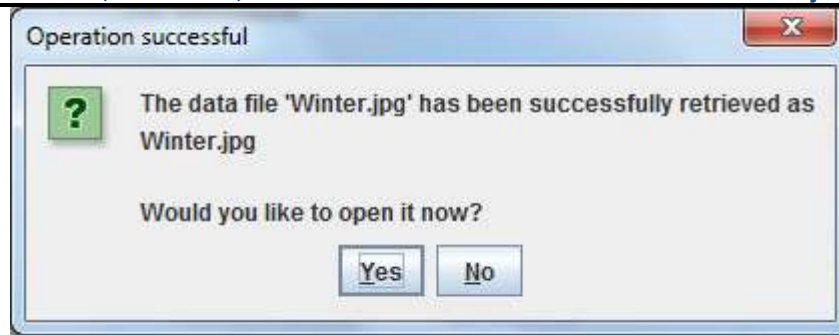 Operation successful
The data file 'Winter.jpg' has been successfully retrieved as
Winter.jpg
Would you like to open it now?
Yes No